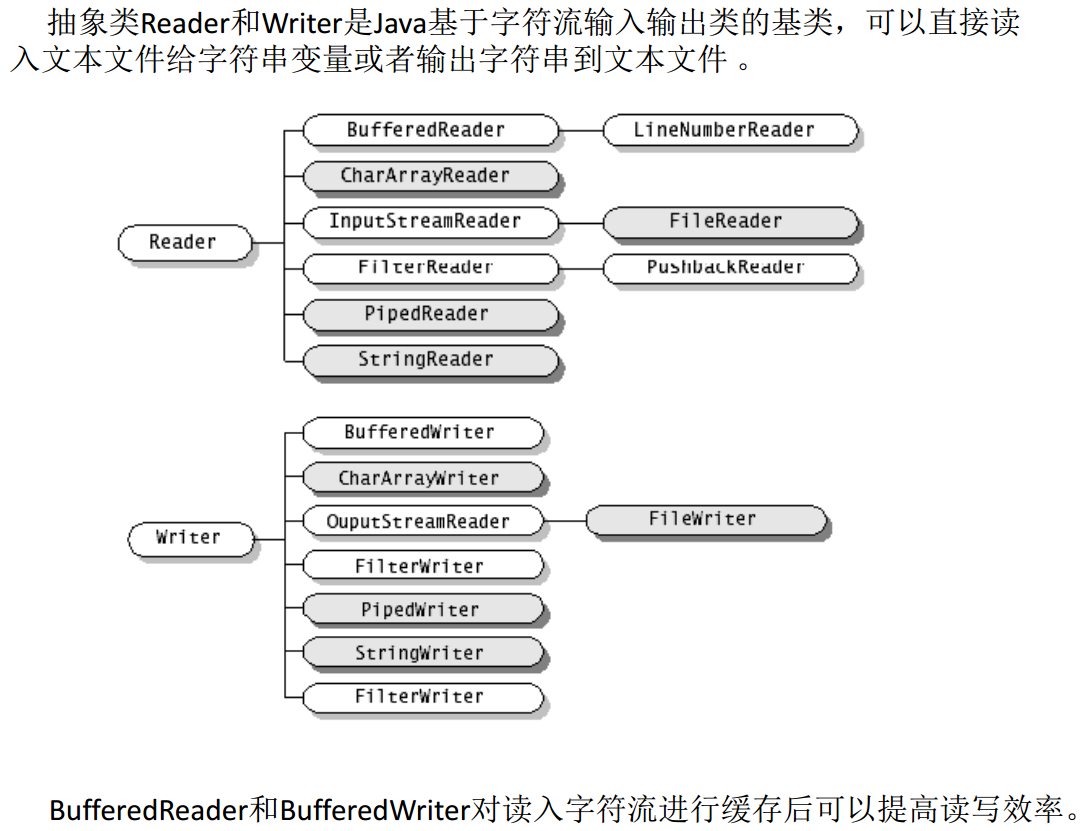 抽象类Reader和Writer是Java基于字符流输入输出类的基类，可以直接读
入文本文件给字符串变量或者输出字符串到文本文件 。
BufferedReader
LineNumberReader
CharArrayReader
InputStreamReader
FileReader
Reader
FilterReader
PushbackReader
PipedReader
StringReader
BufferedWriter
CharArrayWriter
OuputStreamReader
FileWriter
Writer
FilterWriter
PipedWriter
StringWriter
FilterWriter
BufferedReader和BufferedWriter对读入字符流进行缓存后可以提高读写效率。